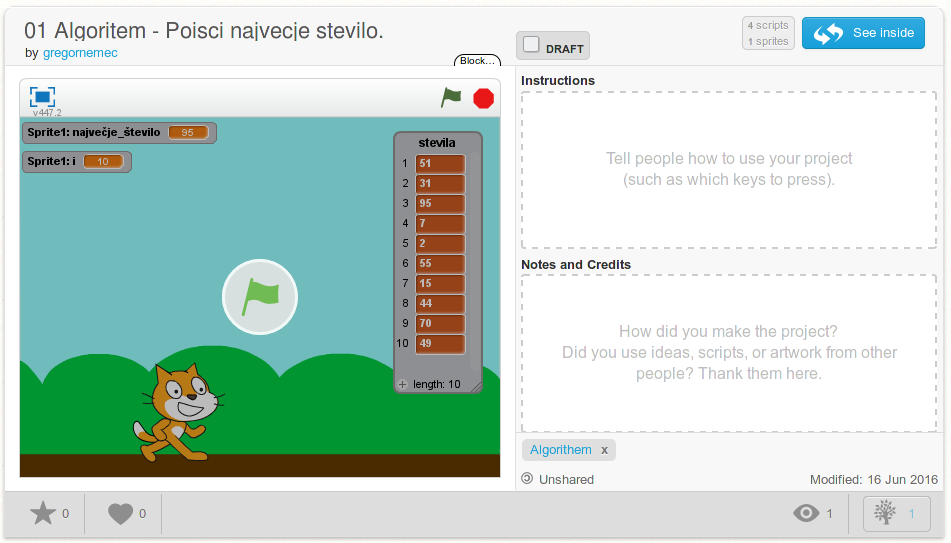 01 Algoritem - Poisci najvecje stevilo.
by gregornemec
Block...
DRAFT
4 scripts
1 sprites
See inside
v447.2
Sprite1: največje_število 95
Sprite1: i 10
stevila
1 51
2 31
3 95
4 7
5 2
6 55
7 15
8 44
9 70
10 49
+ length: 10
Instructions
Tell people how to use your project
(such as which keys to press).
Notes and Credits
How did you make the project?
Did you use ideas, scripts, or artwork from other
people? Thank them here.
Algorithem x
Unshared
Modified: 16 Jun 2016
0
0
1
1